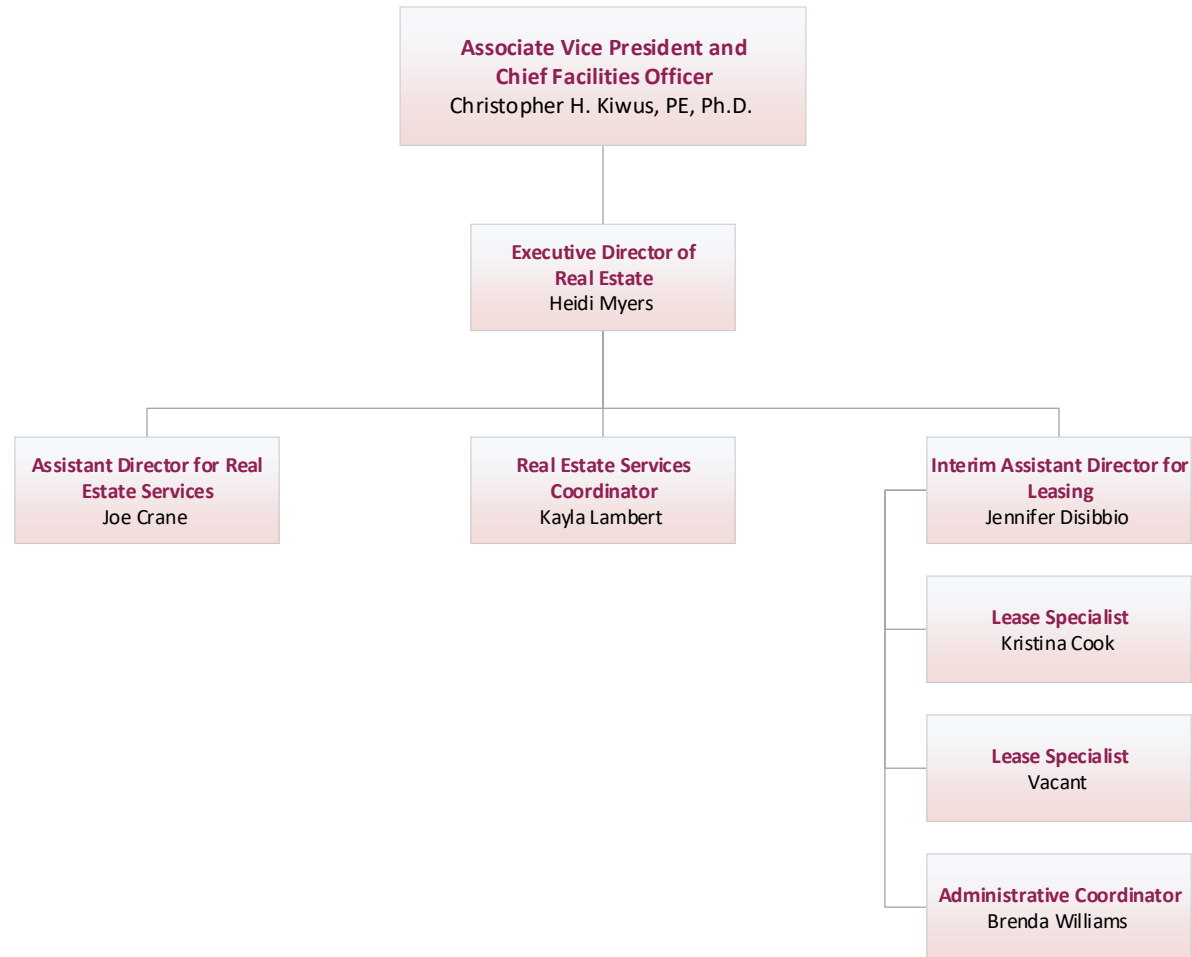 Associate Vice President and
Chief Facilities Officer
Christopher H. Kiwus, PE, Ph.D.
Executive Director of
Real Estate
Heidi Myers
Assistant Director for Real
Estate Services
Joe Crane
Real Estate Services
Coordinator
Kayla Lambert
Interim Assistant Director for
Leasing
Jennifer Disibbio
Lease Specialist
Kristina Cook
Lease Specialist
Vacant
Administrative Coordinator
Brenda Williams